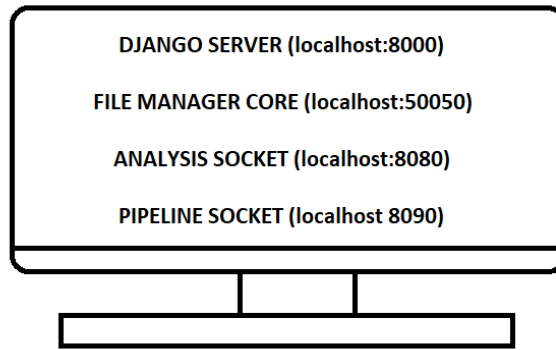 DJANGO SERVER (localhost:8000)
FILE MANAGER CORE (localhost:50050)
ANALYSIS SOCKET (localhost:8080)
PIPELINE SOCKET (localhost 8090)